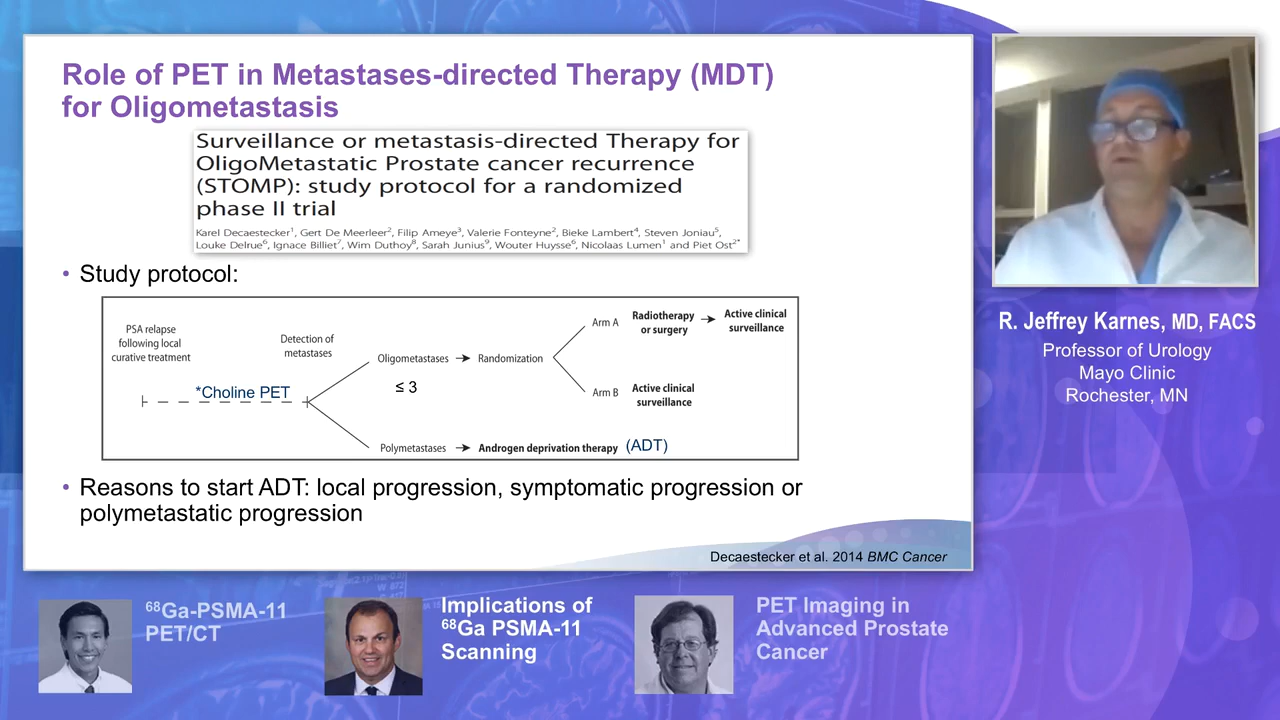 Role of PET in Metastases-directed Therapy (MDT)
for Oligometastasis
Surveillance or metastasis-directed Therapy for
OligoMetastatic Prostate cancer recurrence
(STOMP): study protocol for a randomized
phase II trial
Karel Decaestecker1, Gert De Meerleer2, Filip Ameye3, Valerie Fonteyne2, Bieke Lambert4, Steven Joniau5,
Louke Delrue6, Ignace Billiet7, Wim Duthoy8, Sarah Junius9, Wouter Huysse6, Nicolaas Lumen1 and Piet Ost2*
• Study protocol:
PSA relapse
following local
curative treatment
Detection of
metastases
*Choline PET
Oligometastases
≤ 3
Randomization
Arm A
Radiotherapy
or surgery
Active clinical
surveillance
Arm B
Active clinical
surveillance
Polymetastases
Androgen deprivation therapy (ADT)
• Reasons to start ADT: local progression, symptomatic progression or
polymetastatic progression
Decaestecker et al. 2014 BMC Cancer
R. Jeffrey Karnes, MD, FACS
Professor of Urology
Mayo Clinic
Rochester, MN
68Ga-PSMA-11
PET/CT
Implications of
68Ga PSMA-11
Scanning
PET Imaging in
Advanced Prostate
Cancer